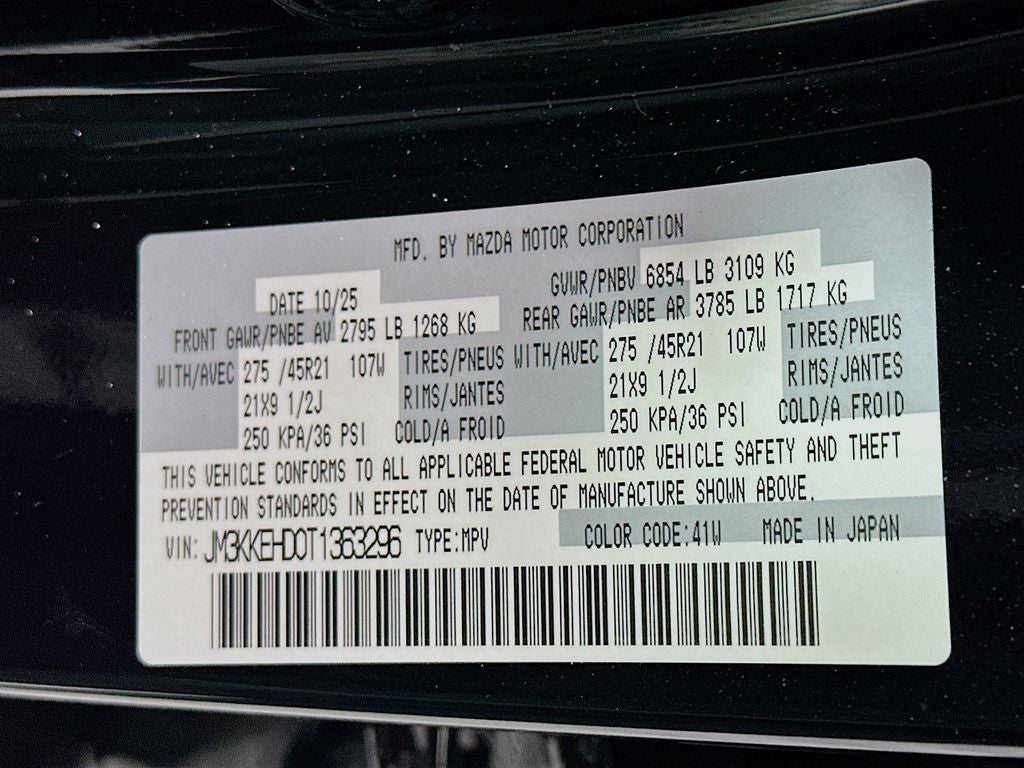 MFD. BY MAZDA MOTOR CORPORATION
DATE 10/25 GVWR/PNBV 6854 LB 3109 KG
FRONT GAWR/PNBE AV 2795 LB 1268 KG REAR GAWR/PNBE AR 3785 LB 1717 KG
WITH/AVEC 275 /45R21 107W TIRES/PNEUS WITH/AVEC 275 /45R21 107W TIRES/PNEUS
21X9 1/2J RIMS/JANTES 21X9 1/2J RIMS/JANTES
250 KPA/36 PSI COLD/A FROID 250 KPA/36 PSI COLD/A FROID
THIS VEHICLE CONFORMS TO ALL APPLICABLE FEDERAL MOTOR VEHICLE SAFETY AND THEFT
PREVENTION STANDARDS IN EFFECT ON THE DATE OF MANUFACTURE SHOWN ABOVE.
VIN: JM3KKEHD0T1363296 TYPE:MPV COLOR CODE:41W MADE IN JAPAN